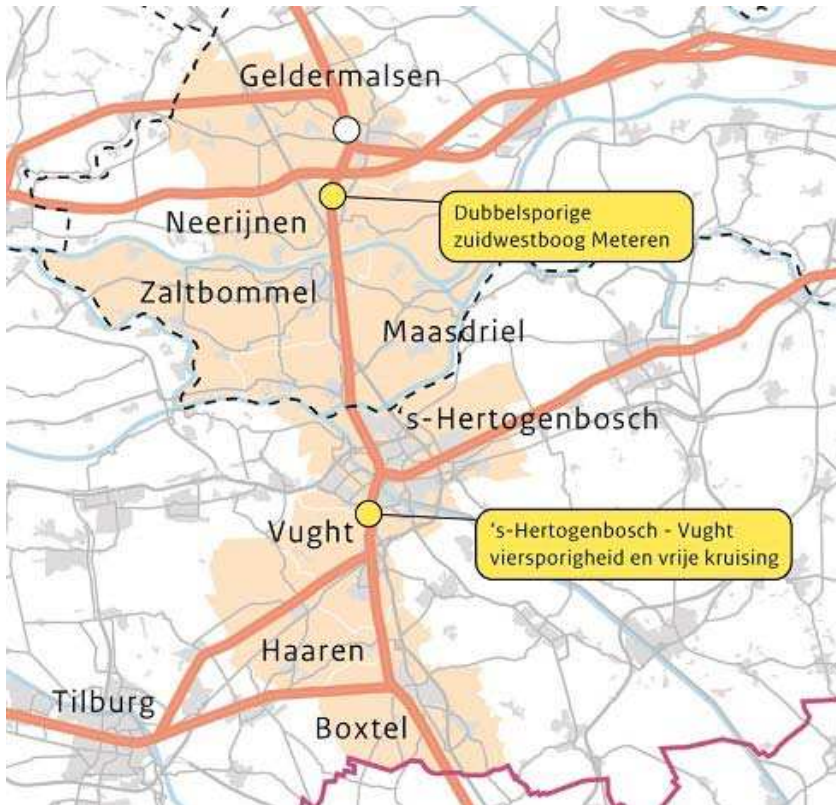 Geldermalsen
Dubbelsporige
zuidwestboog Meteren
Neerijnen
Zaltbommel
Maasdriel
's-Hertogenbosch
's-Hertogenbosch - Vught
viersporigheid en vrije kruising
Vught
Haaren
Tilburg
Boxtel